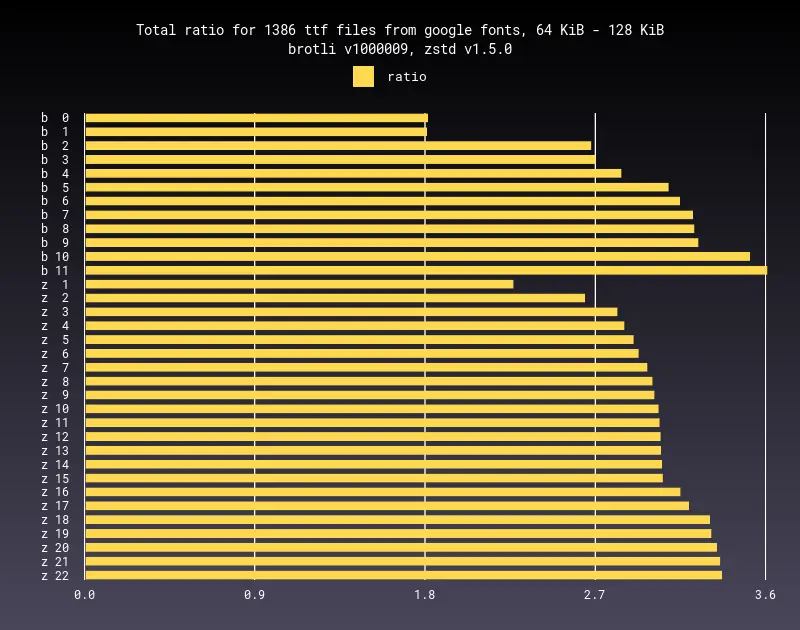 Total ratio for 1386 ttf files from google fonts, 64 KiB - 128 KiB
brotli v1000009, zstd v1.5.0
ratio
b 0
b 1
b 2
b 3
b 4
b 5
b 6
b 7
b 8
b 9
b 10
b 11
z 1
z 2
z 3
z 4
z 5
z 6
z 7
z 8
z 9
z 10
z 11
z 12
z 13
z 14
z 15
z 16
z 17
z 18
z 19
z 20
z 21
z 22
0.0 0.9 1.8 2.7 3.6